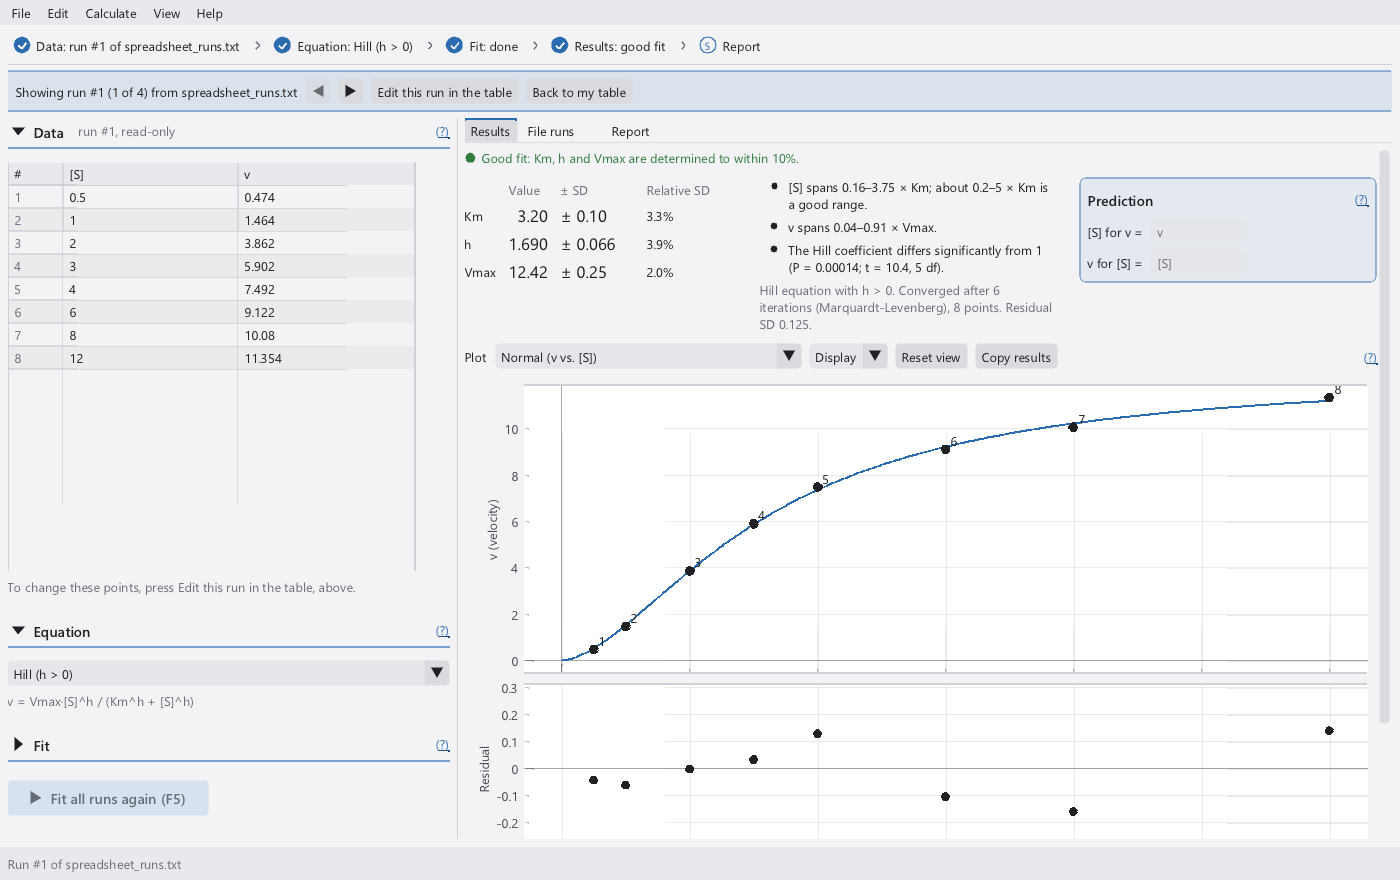 File Edit Calculate View Help
Data: run #1 of spreadsheet_runs.txt > Equation: Hill (h > 0) > Fit: done > Results: good fit > 5 Report
Showing run #1 (1 of 4) from spreadsheet_runs.txt Edit this run in the table Back to my table
Data run #1, read-only (?)
# [S] v
1 0.5 0.474
2 1 1.464
3 2 3.862
4 3 5.902
5 4 7.492
6 6 9.122
7 8 10.08
8 12 11.354
To change these points, press Edit this run in the table, above.
Equation (?)
Hill (h > 0)
v = Vmax·[S]^h / (Km^h + [S]^h)
Fit (?)
Fit all runs again (F5)
Results File runs Report
Good fit: Km, h and Vmax are determined to within 10%.
Value ± SD Relative SD
Km 3.20 ± 0.10 3.3%
h 1.690 ± 0.066 3.9%
Vmax 12.42 ± 0.25 2.0%
[S] spans 0.16–3.75 × Km; about 0.2–5 × Km is
a good range.
v spans 0.04–0.91 × Vmax.
The Hill coefficient differs significantly from 1
(P = 0.00014; t = 10.4, 5 df).
Hill equation with h > 0. Converged after 6
iterations (Marquardt-Levenberg), 8 points. Residual
SD 0.125.
Prediction (?)
[S] for v = v
v for [S] = [S]
Plot Normal (v vs. [S]) Display Reset view Copy results (?)
v (velocity)
10
8
6
4
2
0
1
2
3
4
5
6
7
8
Residual
0.3
0.2
0.1
0
-0.1
-0.2
Run #1 of spreadsheet_runs.txt